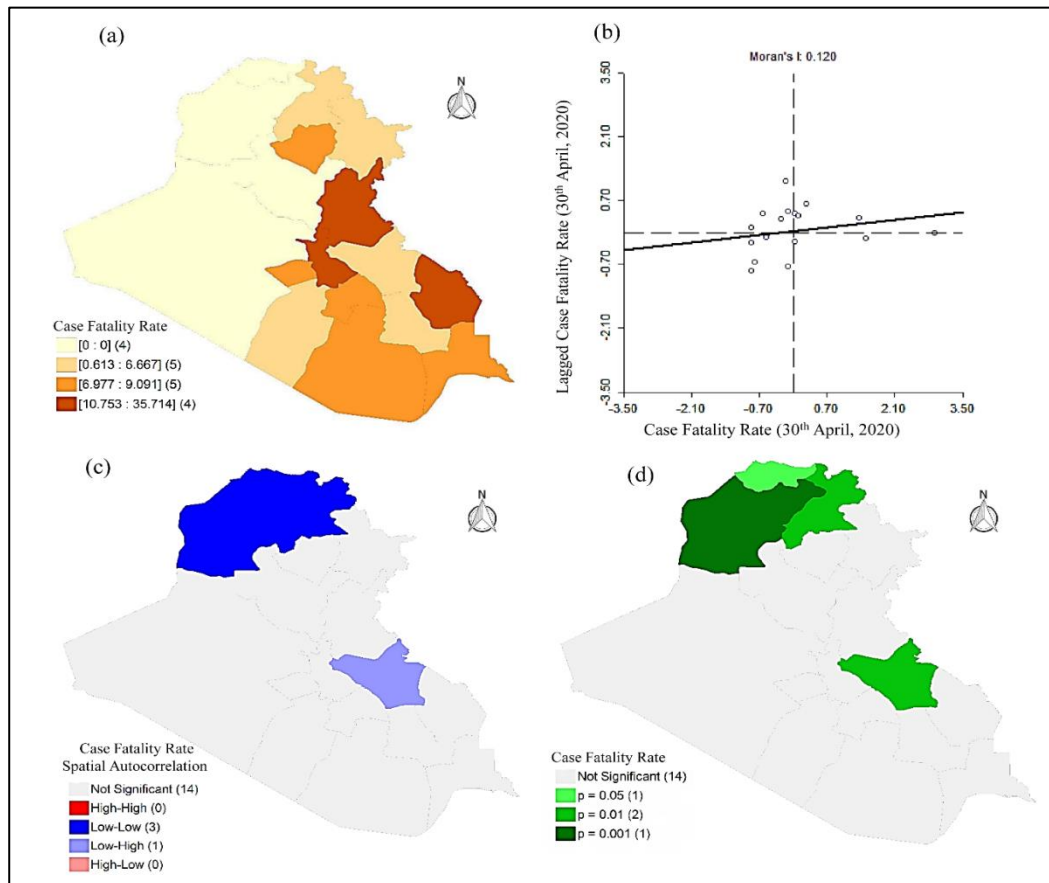 (a)
N
Case Fatality Rate
[0 : 0] (4)
[0.613 : 6.667] (5)
[6.977 : 9.091] (5)
[10.753 : 35.714] (4)
(b)
Moran's I: 0.120
Lagged Case Fatality Rate (30th April, 2020)
3.50
2.10
0.70
-0.70
-2.10
-3.50
-3.50
-2.10
-0.70
0.70
2.10
3.50
Case Fatality Rate (30th April, 2020)
(c)
N
Case Fatality Rate
Spatial Autocorrelation
Not Significant (14)
High-High (0)
Low-Low (3)
Low-High (1)
High-Low (0)
(d)
N
Case Fatality Rate
Not Significant (14)
p = 0.05 (1)
p = 0.01 (2)
p = 0.001 (1)